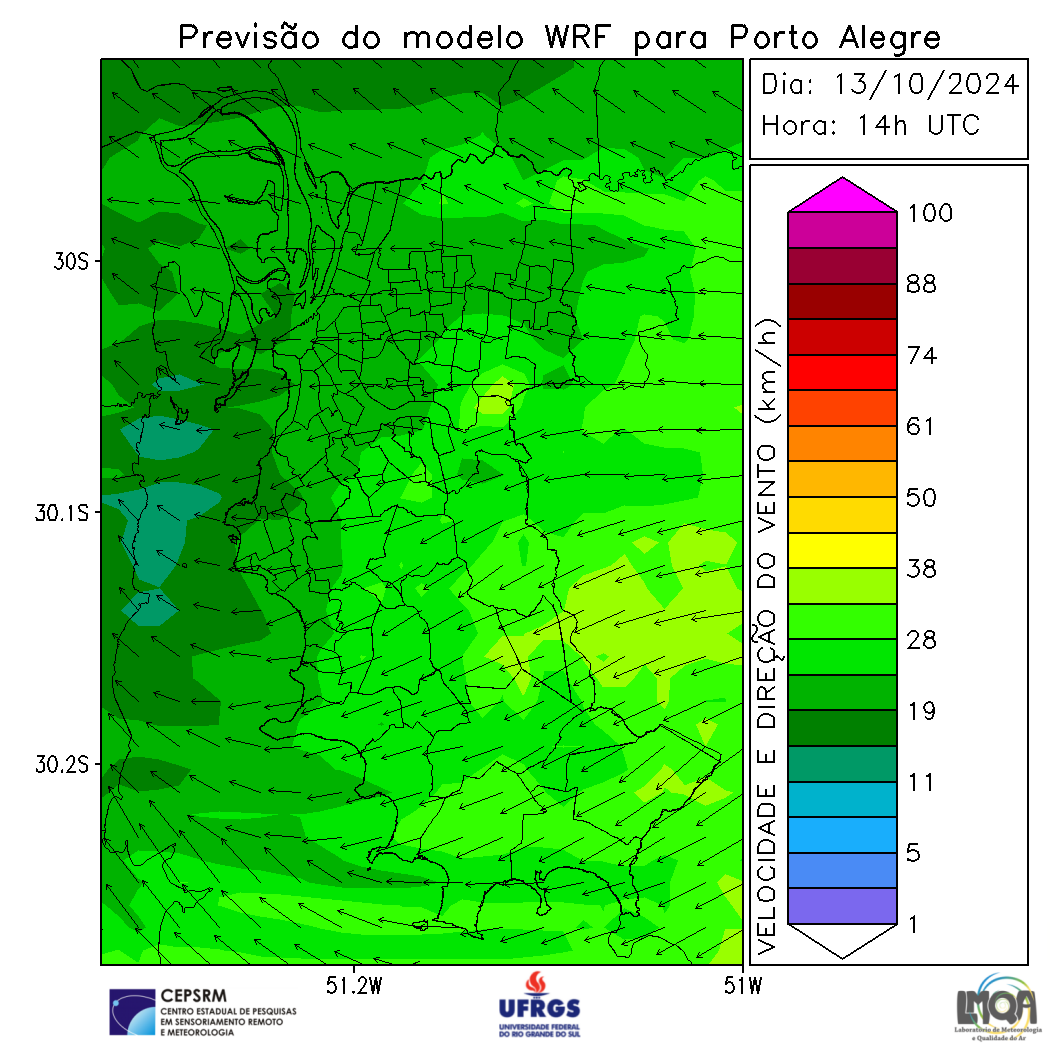 Previsão do modelo WRF para Porto Alegre
Dia: 13/10/2024
Hora: 14h UTC
30S
30.1S
30.2S
51.2W
51W
VELOCIDADE E DIREÇÃO DO VENTO (km/h)
100
88
74
61
50
38
28
19
11
5
1
CEPSRM
CENTRO ESTADUAL DE PESQUISAS
EM SENSORIAMENTO REMOTO
E METEOROLOGIA
UFRGS
UNIVERSIDADE FEDERAL
DO RIO GRANDE DO SUL
LMQA
Laboratório de Meteorologia
e Qualidade do Ar